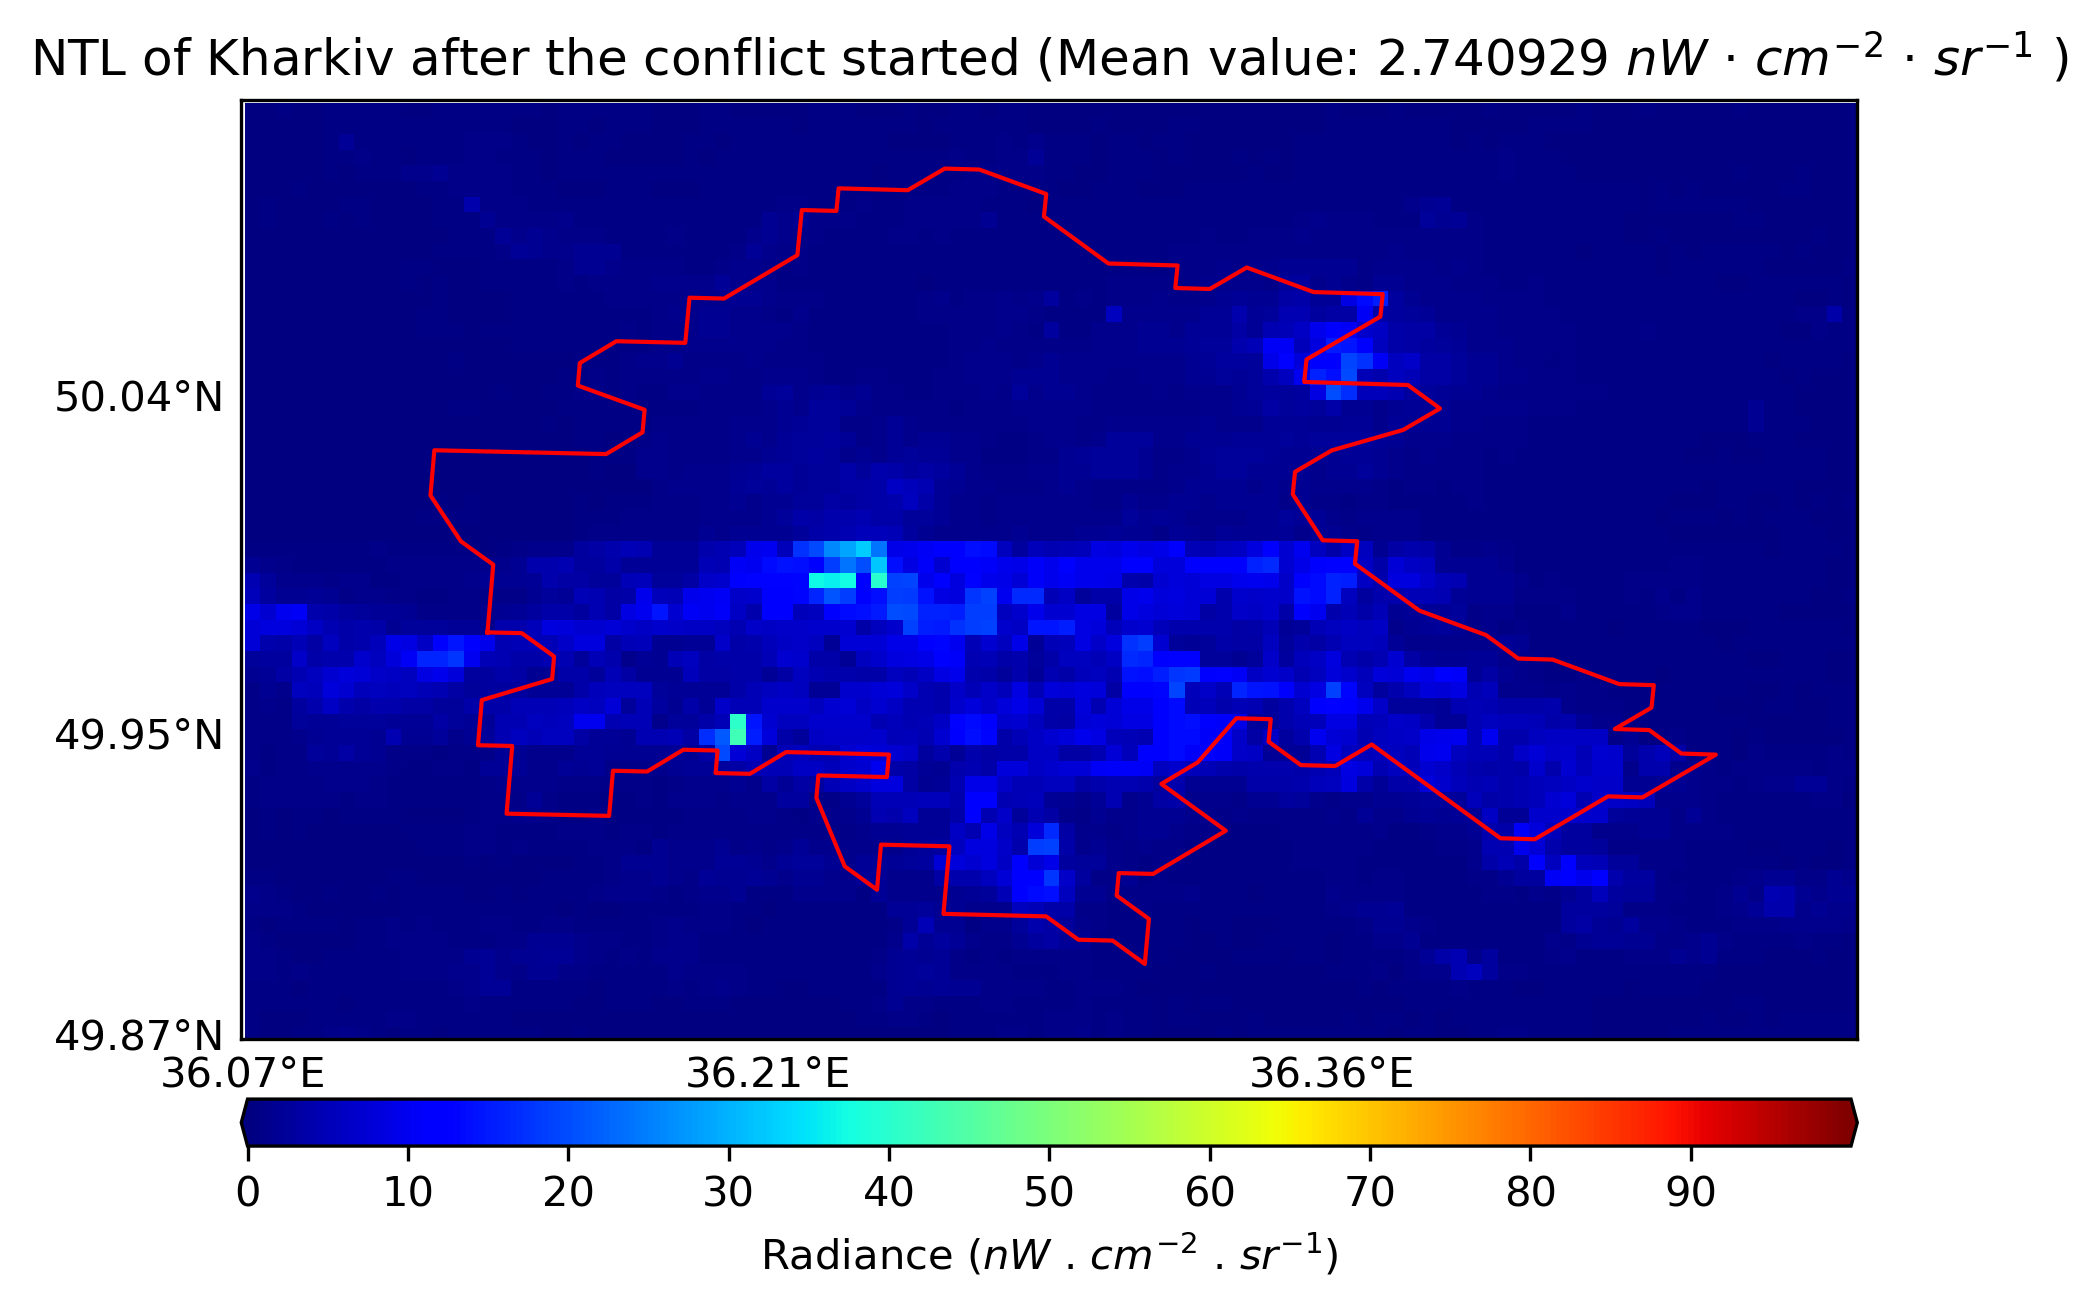 NTL of Kharkiv after the conflict started (Mean value: 2.740929 nW · cm⁻² · sr⁻¹ )
50.04°N
49.95°N
49.87°N
36.07°E 36.21°E 36.36°E
0 10 20 30 40 50 60 70 80 90
Radiance (nW . cm⁻² . sr⁻¹)